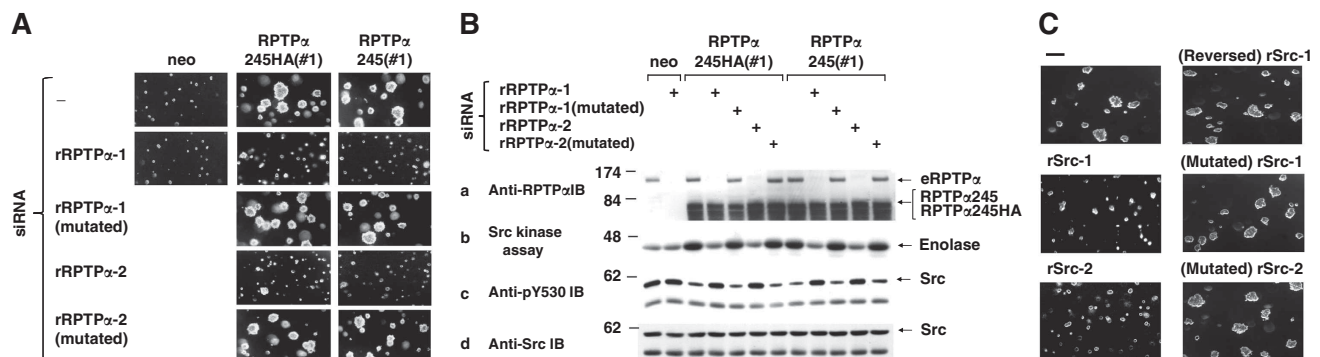 A
neo
RPTPα
245HA(#1)
RPTPα
245(#1)
siRNA
–
rRPTPα-1
rRPTPα-1
(mutated)
rRPTPα-2
rRPTPα-2
(mutated)
B
neo
RPTPα
245HA(#1)
RPTPα
245(#1)
siRNA
rRPTPα-1 + + +
rRPTPα-1(mutated) + +
rRPTPα-2 + +
rRPTPα-2(mutated) + +
a Anti-RPTPαIB
174
84
eRPTPα
RPTPα245
RPTPα245HA
b Src kinase
assay
48
Enolase
c Anti-pY530 IB
62
Src
d Anti-Src IB
62
Src
C
–
(Reversed) rSrc-1
rSrc-1
(Mutated) rSrc-1
rSrc-2
(Mutated) rSrc-2